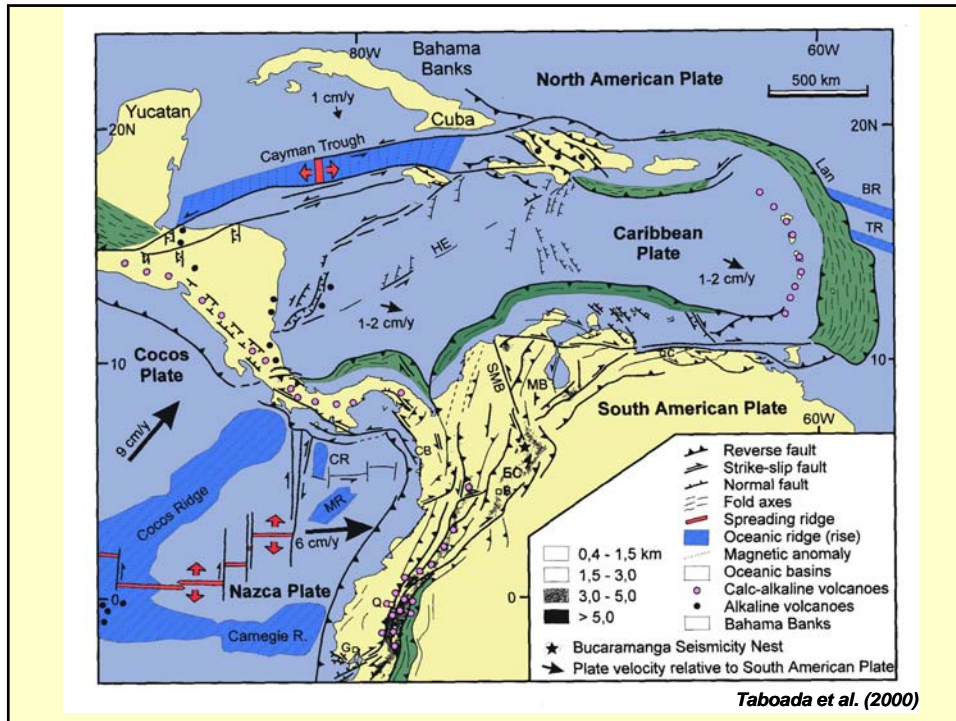 80W
60W
Bahama
Banks
North American Plate
500 km
Yucatan
1 cm/y
Cuba
20N
20N
Cayman Trough
Lan
BR
TR
HE
Caribbean
Plate
1-2 cm/y
1-2 cm/y
Cocos
Plate
10
10
OC
SMB
MB
South American Plate
60W
9 cm/y
CB
CR
EC
B
MR
Cocos Ridge
6 cm/y
Nazca Plate
0
0
Q
Carnegie R.
G
Reverse fault
Strike-slip fault
Normal fault
Fold axes
Spreading ridge
Oceanic ridge (rise)
Magnetic anomaly
Oceanic basins
Calc-alkaline volcanoes
Alkaline volcanoes
Bahama Banks
0,4 - 1,5 km
1,5 - 3,0
3,0 - 5,0
> 5,0
Bucaramanga Seismicity Nest
Plate velocity relative to South American Plate
Taboada et al. (2000)